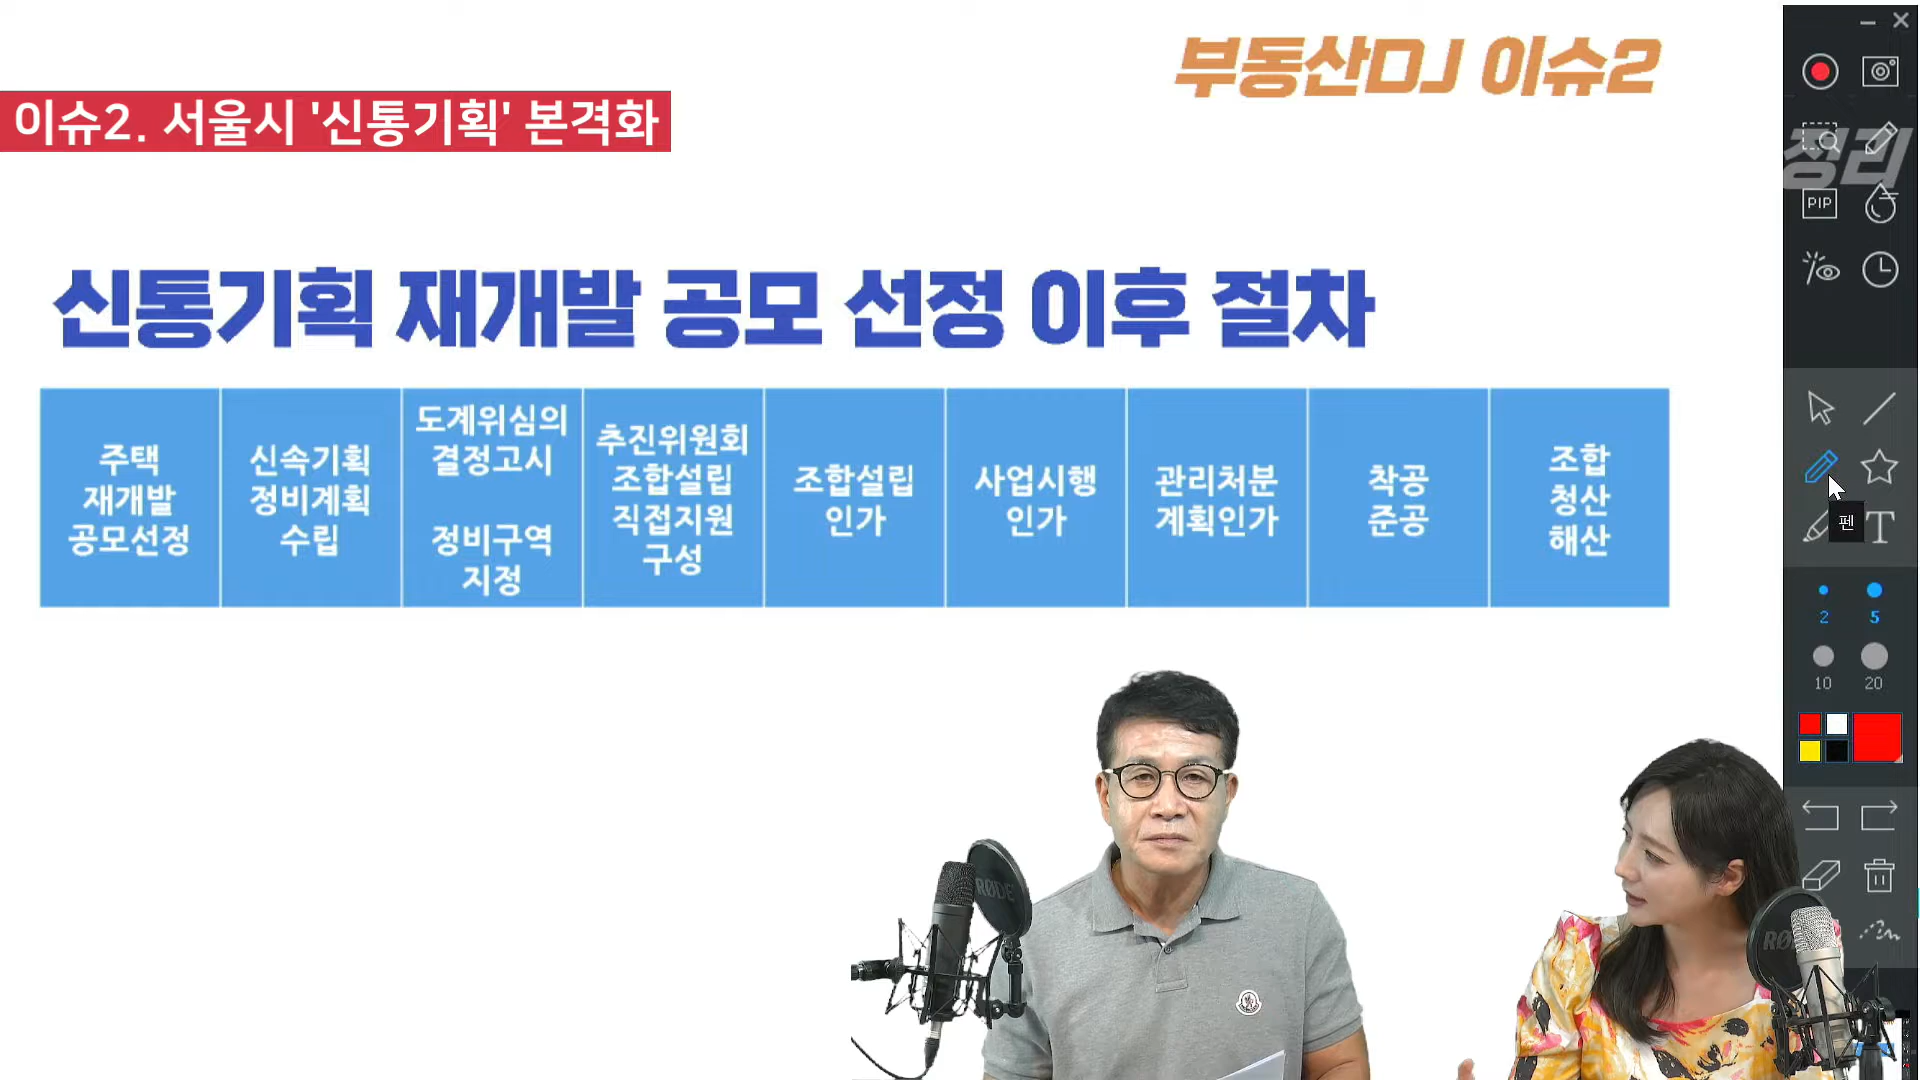 부동산DJ 이슈2
이슈2. 서울시 '신통기획' 본격화
정리
PIP
신통기획 재개발 공모 선정 이후 절차
주택
재개발
공모선정
신속기획
정비계획
수립
도계위심의
결정고시
정비구역
지정
추진위원회
조합설립
직접지원
구성
조합설립
인가
사업시행
인가
관리처분
계획인가
착공
준공
조합
청산
해산
펜
T
2
5
10
20
RØDE
RØ